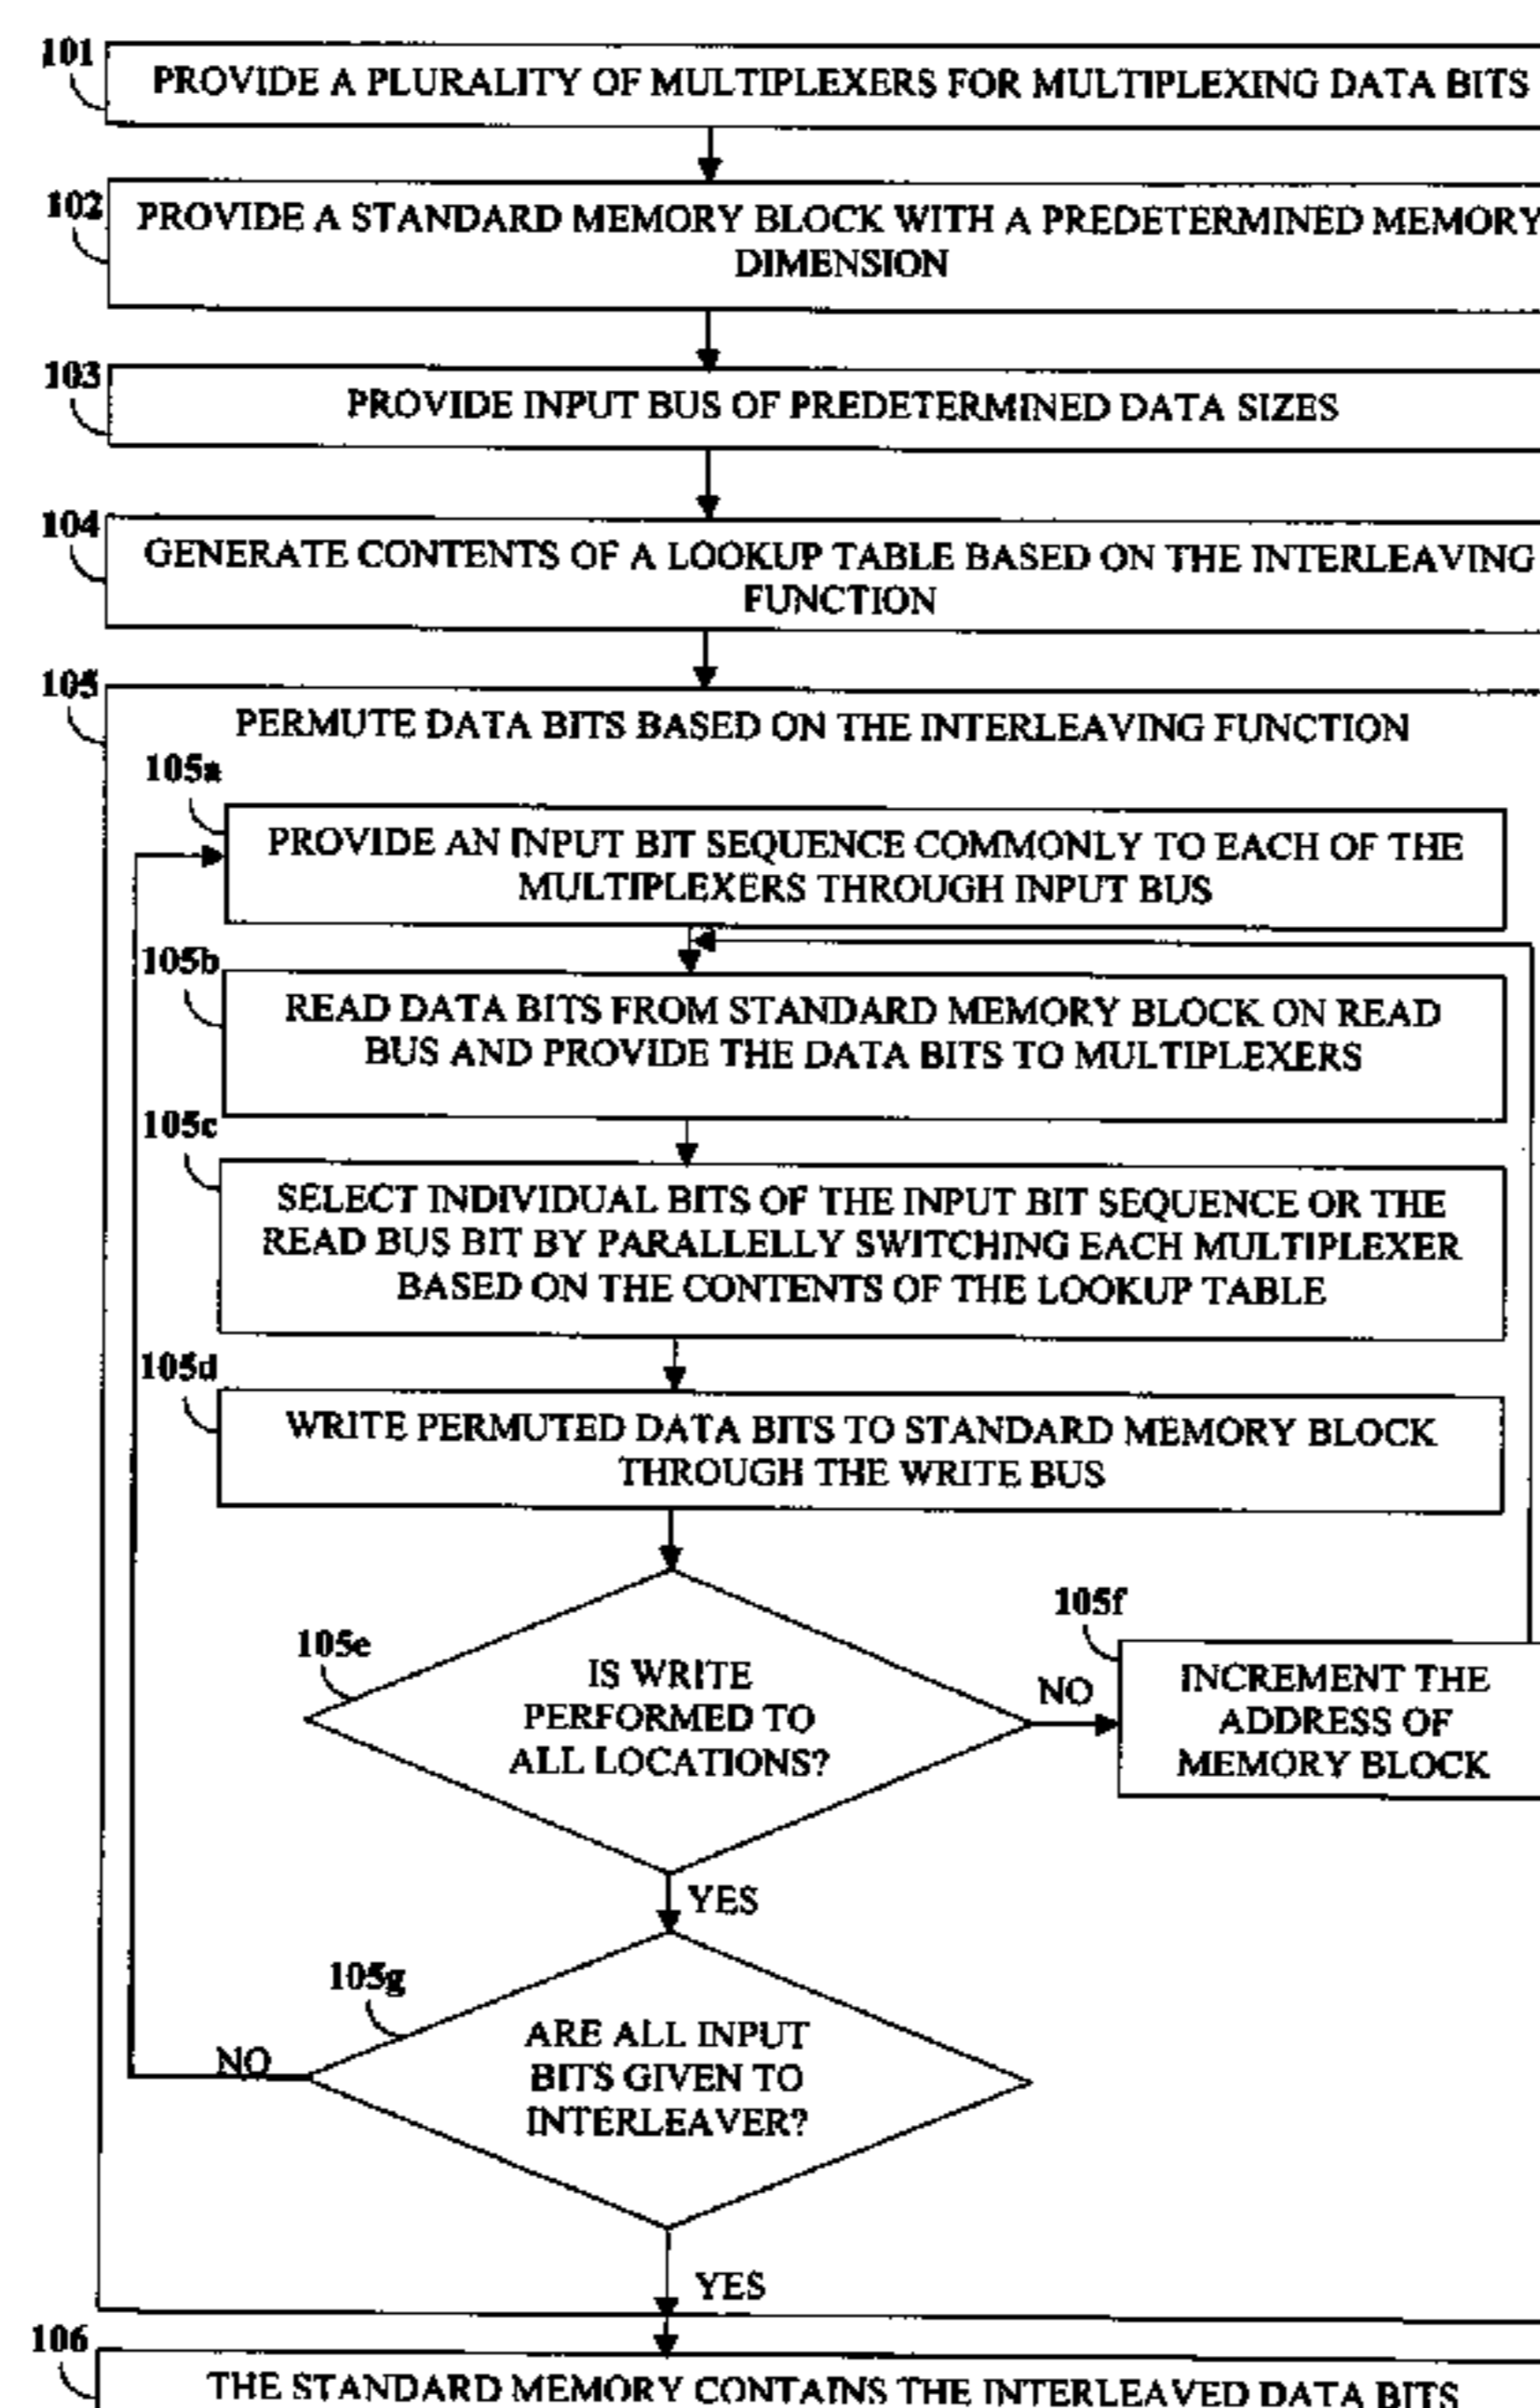 101
PROVIDE A PLURALITY OF MULTIPLEXERS FOR MULTIPLEXING DATA BITS
102
PROVIDE A STANDARD MEMORY BLOCK WITH A PREDETERMINED MEMORY
DIMENSION
103
PROVIDE INPUT BUS OF PREDETERMINED DATA SIZES
104
GENERATE CONTENTS OF A LOOKUP TABLE BASED ON THE INTERLEAVING
FUNCTION
105
PERMUTE DATA BITS BASED ON THE INTERLEAVING FUNCTION
105a
PROVIDE AN INPUT BIT SEQUENCE COMMONLY TO EACH OF THE
MULTIPLEXERS THROUGH INPUT BUS
105b
READ DATA BITS FROM STANDARD MEMORY BLOCK ON READ
BUS AND PROVIDE THE DATA BITS TO MULTIPLEXERS
105c
SELECT INDIVIDUAL BITS OF THE INPUT BIT SEQUENCE OR THE
READ BUS BIT BY PARALLELLY SWITCHING EACH MULTIPLEXER
BASED ON THE CONTENTS OF THE LOOKUP TABLE
105d
WRITE PERMUTED DATA BITS TO STANDARD MEMORY BLOCK
THROUGH THE WRITE BUS
105e
IS WRITE
PERFORMED TO
ALL LOCATIONS?
NO
105f
INCREMENT THE
ADDRESS OF
MEMORY BLOCK
YES
105g
ARE ALL INPUT
BITS GIVEN TO
INTERLEAVER?
NO
YES
106
THE STANDARD MEMORY CONTAINS THE INTERLEAVED DATA BITS